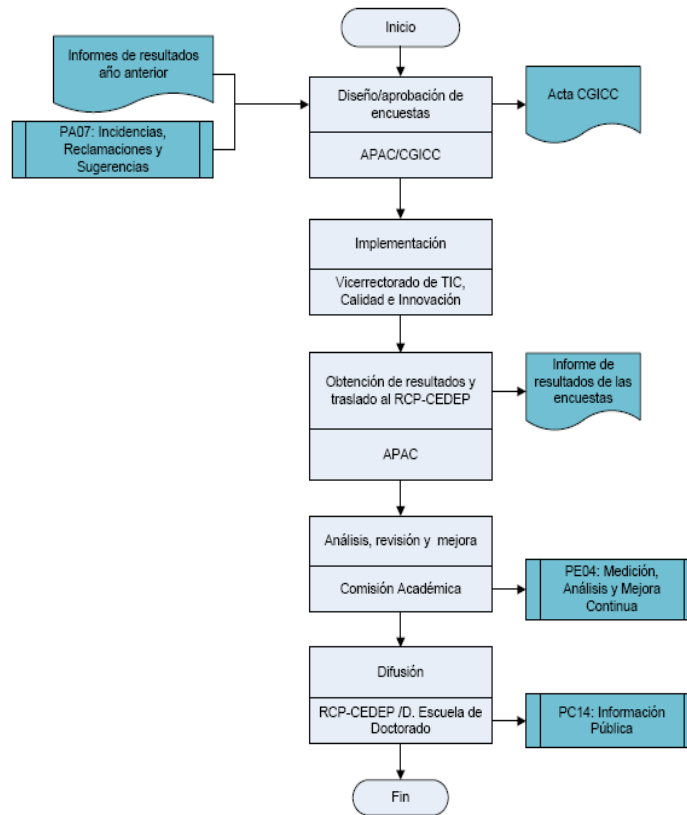 Inicio
Informes de resultados
año anterior
Diseño/aprobación de
encuestas
Acta CGICC
PA07: Incidencias,
Reclamaciones y
Sugerencias
APAC/CGICC
Implementación
Vicerrectorado de TIC,
Calidad e Innovación
Obtención de resultados y
traslado al RCP-CEDEP
Informe de
resultados de las
encuestas
APAC
Análisis, revisión y mejora
Comisión Académica
PE04: Medición,
Análisis y Mejora
Continua
Difusión
RCP-CEDEP /D. Escuela de
Doctorado
PC14: Información
Pública
Fin